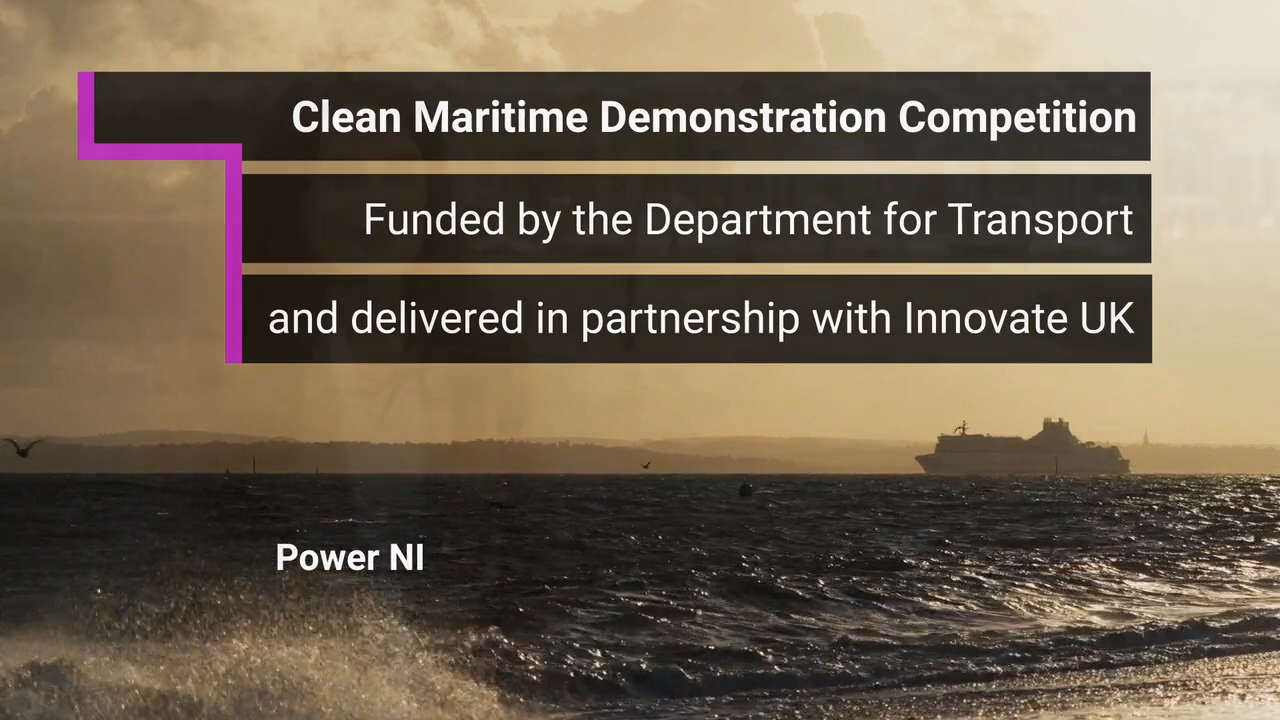 Clean Maritime Demonstration Competition
Funded by the Department for Transport
and delivered in partnership with Innovate UK
Power NI